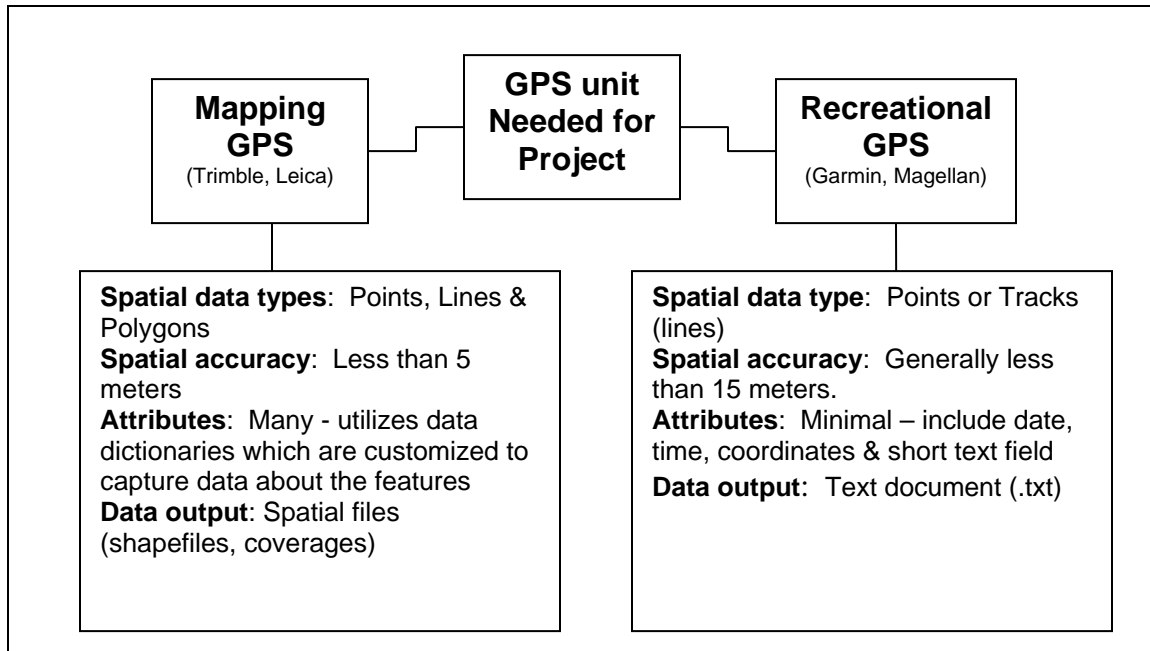 GPS unit
Needed for
Project
Mapping
GPS
(Trimble, Leica)
Recreational
GPS
(Garmin, Magellan)
Spatial data types:  Points, Lines &
Polygons
Spatial accuracy:  Less than 5
meters
Attributes:  Many - utilizes data
dictionaries which are customized to
capture data about the features
Data output: Spatial files
(shapefiles, coverages)
Spatial data type:  Points or Tracks
(lines)
Spatial accuracy:  Generally less
than 15 meters.
Attributes:  Minimal – include date,
time, coordinates & short text field
Data output:  Text document (.txt)